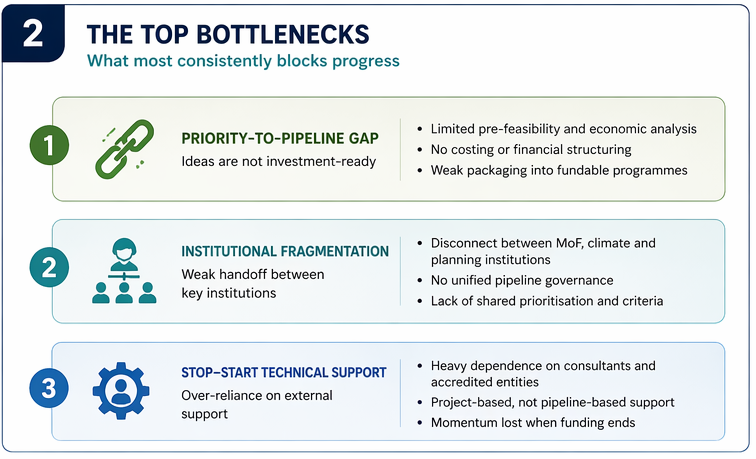 2
THE TOP BOTTLENECKS
What most consistently blocks progress
1
PRIORITY-TO-PIPELINE GAP
Ideas are not investment-ready
• Limited pre-feasibility and economic analysis
• No costing or financial structuring
• Weak packaging into fundable programmes
2
INSTITUTIONAL FRAGMENTATION
Weak handoff between
key institutions
• Disconnect between MoF, climate and
planning institutions
• No unified pipeline governance
• Lack of shared prioritisation and criteria
3
STOP–START TECHNICAL SUPPORT
Over-reliance on external
support
• Heavy dependence on consultants and
accredited entities
• Project-based, not pipeline-based support
• Momentum lost when funding ends